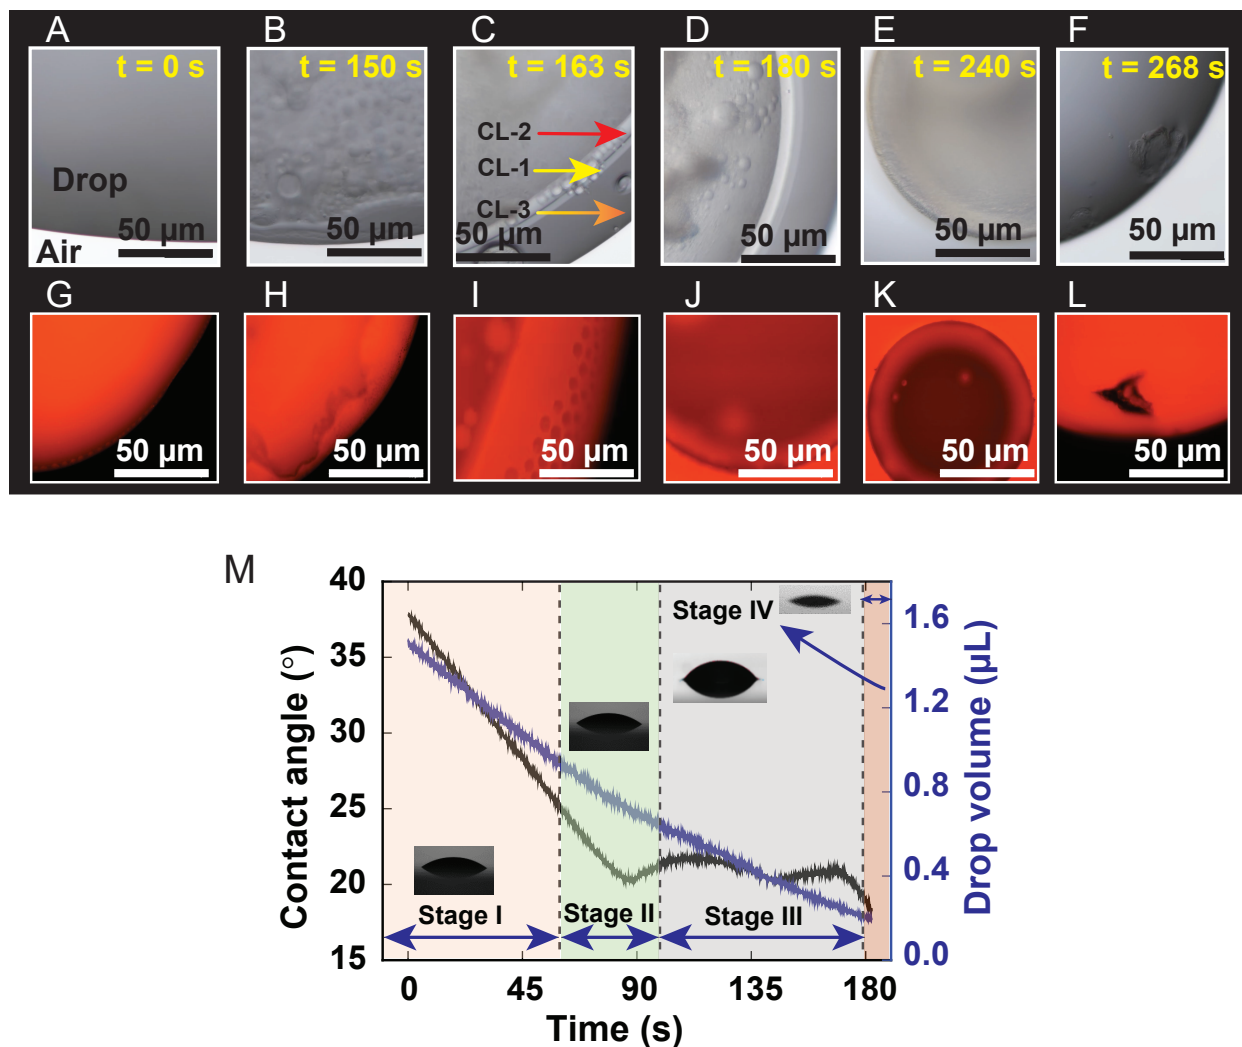 A B C D E F
t = 0 s t = 150 s t = 163 s t = 180 s t = 240 s t = 268 s
CL-2
CL-1
CL-3
Drop
Air
50 µm 50 µm 50 µm 50 µm 50 µm 50 µm
G H I J K L
50 µm 50 µm 50 µm 50 µm 50 µm 50 µm
M
Contact angle (°)
40
35
30
25
20
15
Stage I
Stage II
Stage III
Stage IV
Drop volume (µL)
1.6
1.2
0.8
0.4
0.0
0 45 90 135 180
Time (s)